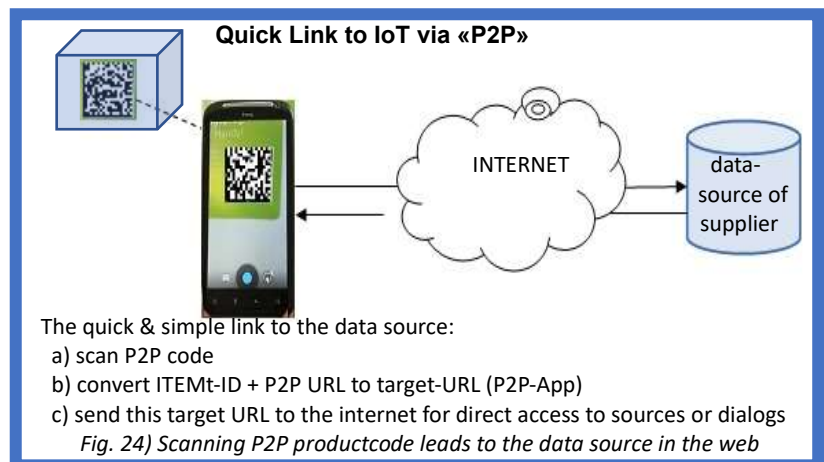 Quick Link to IoT via «P2P»
INTERNET
data-
source of
supplier
The quick & simple link to the data source:
a) scan P2P code
b) convert ITEMt-ID + P2P URL to target-URL (P2P-App)
c) send this target URL to the internet for direct access to sources or dialogs
Fig. 24) Scanning P2P productcode leads to the data source in the web